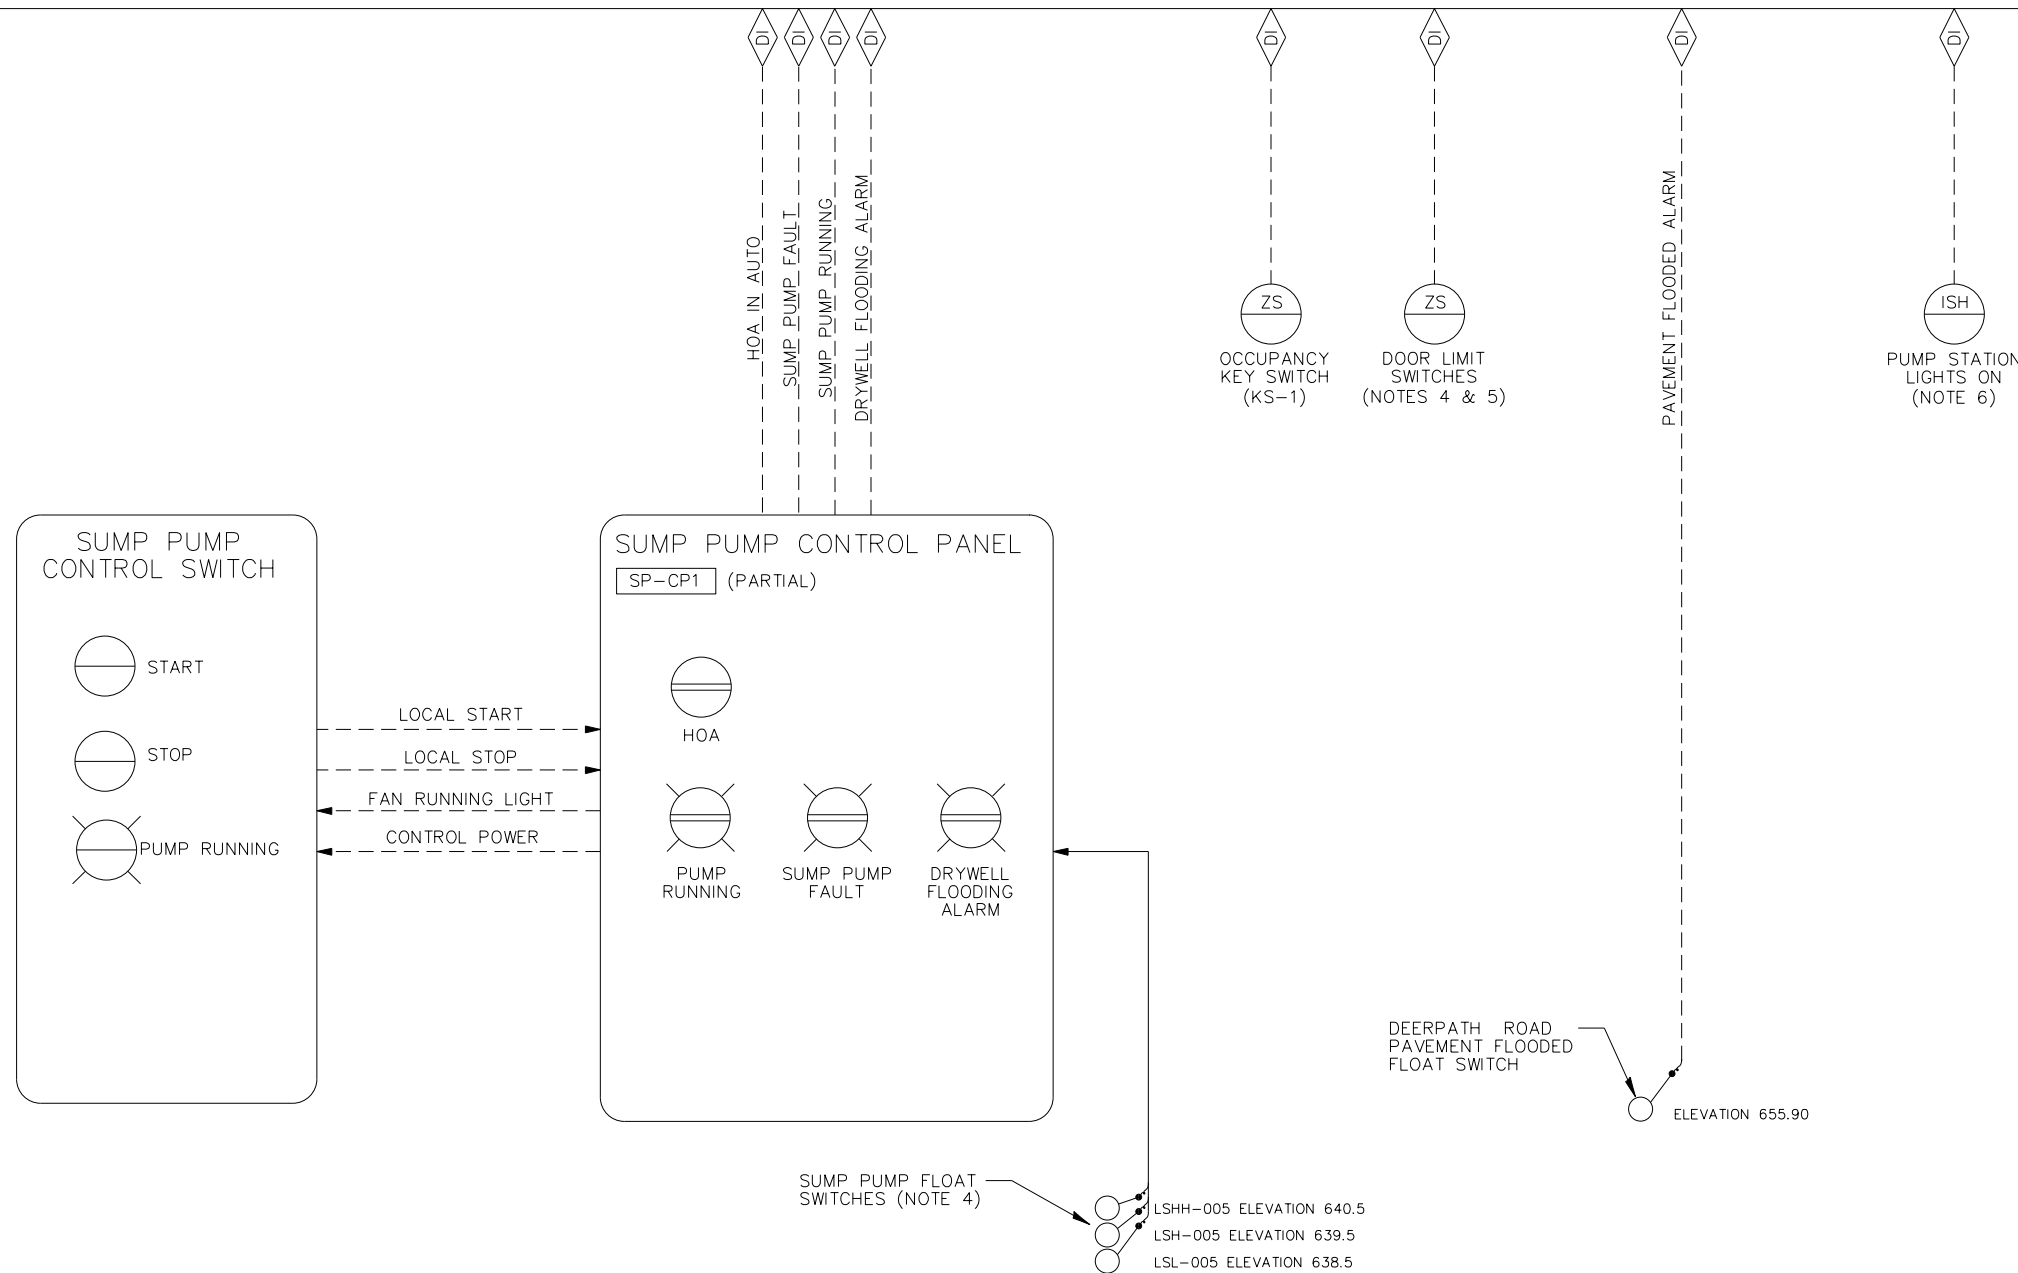 DI
DI
DI
DI
DI
DI
DI
DI
HOA IN AUTO
SUMP PUMP FAULT
SUMP PUMP RUNNING
DRYWELL FLOODING ALARM
PAVEMENT FLOODED ALARM
ZS
OCCUPANCY
KEY SWITCH
(KS-1)
ZS
DOOR LIMIT
SWITCHES
(NOTES 4 & 5)
ISH
PUMP STATION
LIGHTS ON
(NOTE 6)
SUMP PUMP
CONTROL SWITCH
START
STOP
PUMP RUNNING
LOCAL START
LOCAL STOP
FAN RUNNING LIGHT
CONTROL POWER
SUMP PUMP CONTROL PANEL
SP-CP1 (PARTIAL)
HOA
PUMP
RUNNING
SUMP PUMP
FAULT
DRYWELL
FLOODING
ALARM
DEERPATH ROAD
PAVEMENT FLOODED
FLOAT SWITCH
ELEVATION 655.90
SUMP PUMP FLOAT
SWITCHES (NOTE 4)
LSHH-005 ELEVATION 640.5
LSH-005 ELEVATION 639.5
LSL-005 ELEVATION 638.5